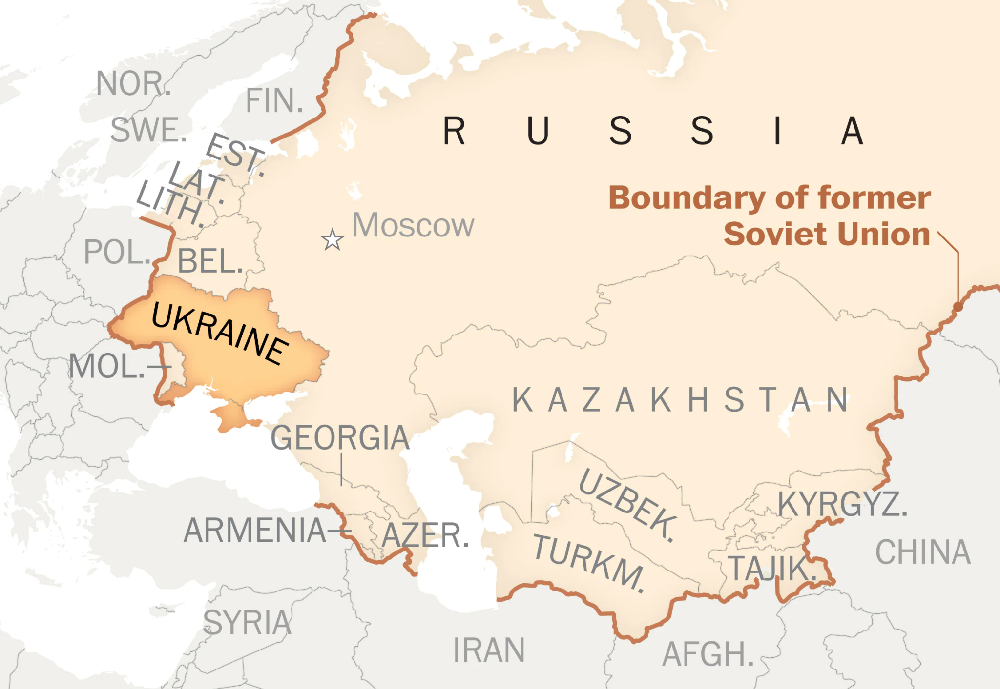 NOR.
FIN.
SWE.
R U S S I A
EST.
LAT.
LITH.
Boundary of former
Soviet Union
Moscow
POL.
BEL.
UKRAINE
MOL.
KAZAKHSTAN
GEORGIA
UZBEK.
KYRGYZ.
ARMENIA
AZER.
TURKM.
TAJIK.
CHINA
SYRIA
IRAN
AFGH.